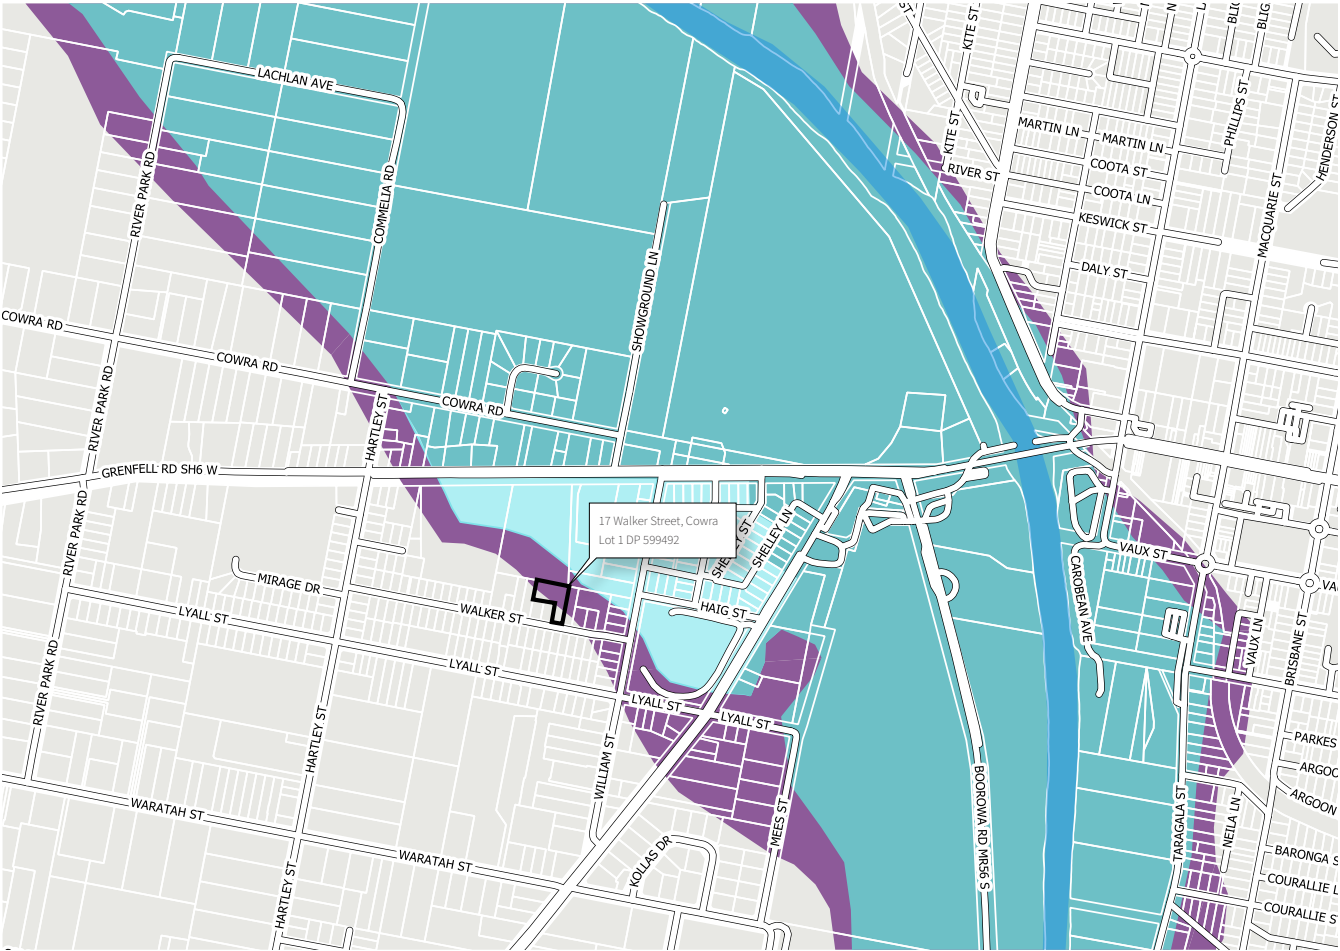 ST
KITE ST
BLIG
BLIG
LACHLAN AVE
PHILLIPS ST
HENDERSON ST
MARTIN LN
MARTIN LN
KITE ST
RIVER ST
COOTA ST
COOTA LN
KESWICK ST
MACQUARIE ST
RIVER PARK RD
COMMELIA RD
DALY ST
SHOWGROUND LN
COWRA RD
COWRA RD
COWRA RD
RIVER PARK RD
HARTLEY ST
GRENFELL RD SH6 W
17 Walker Street, Cowra
Lot 1 DP 599492
SHELLEY LN
RIVER PARK RD
VAUX ST
MIRAGE DR
WALKER ST
HAIG ST
CAROBEAN AVE
LYALL ST
VAUX LN
BRISBANE ST
RIVER PARK RD
LYALL ST
LYALL ST
LYALL ST
HARTLEY ST
WILLIAM ST
PARKES
ARGOO
ARGOON
BOOROWA RD MR56 S
TARAGALA ST
NEILA LN
MEES ST
WARATAH ST
WARATAH ST
KOLLAS DR
BARONGA S
COURALLIE L
COURALLIE S
HARTLEY ST